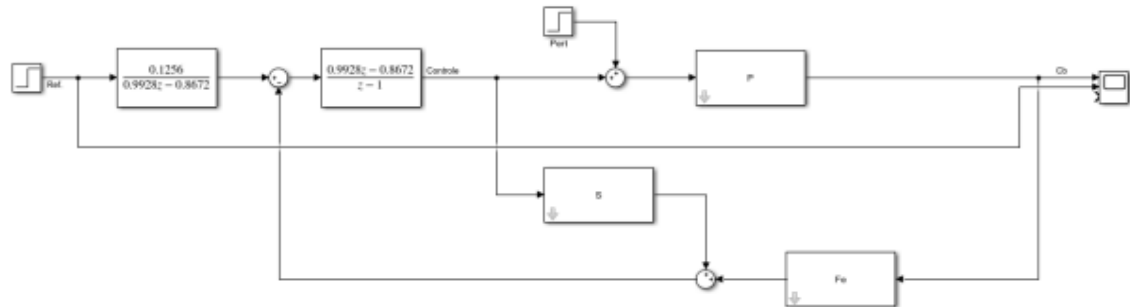 Pert
0.1256
0.9928z − 0.8672
0.9928z − 0.8672
z − 1
Ref.
Controle
P
Cb
S
Fe